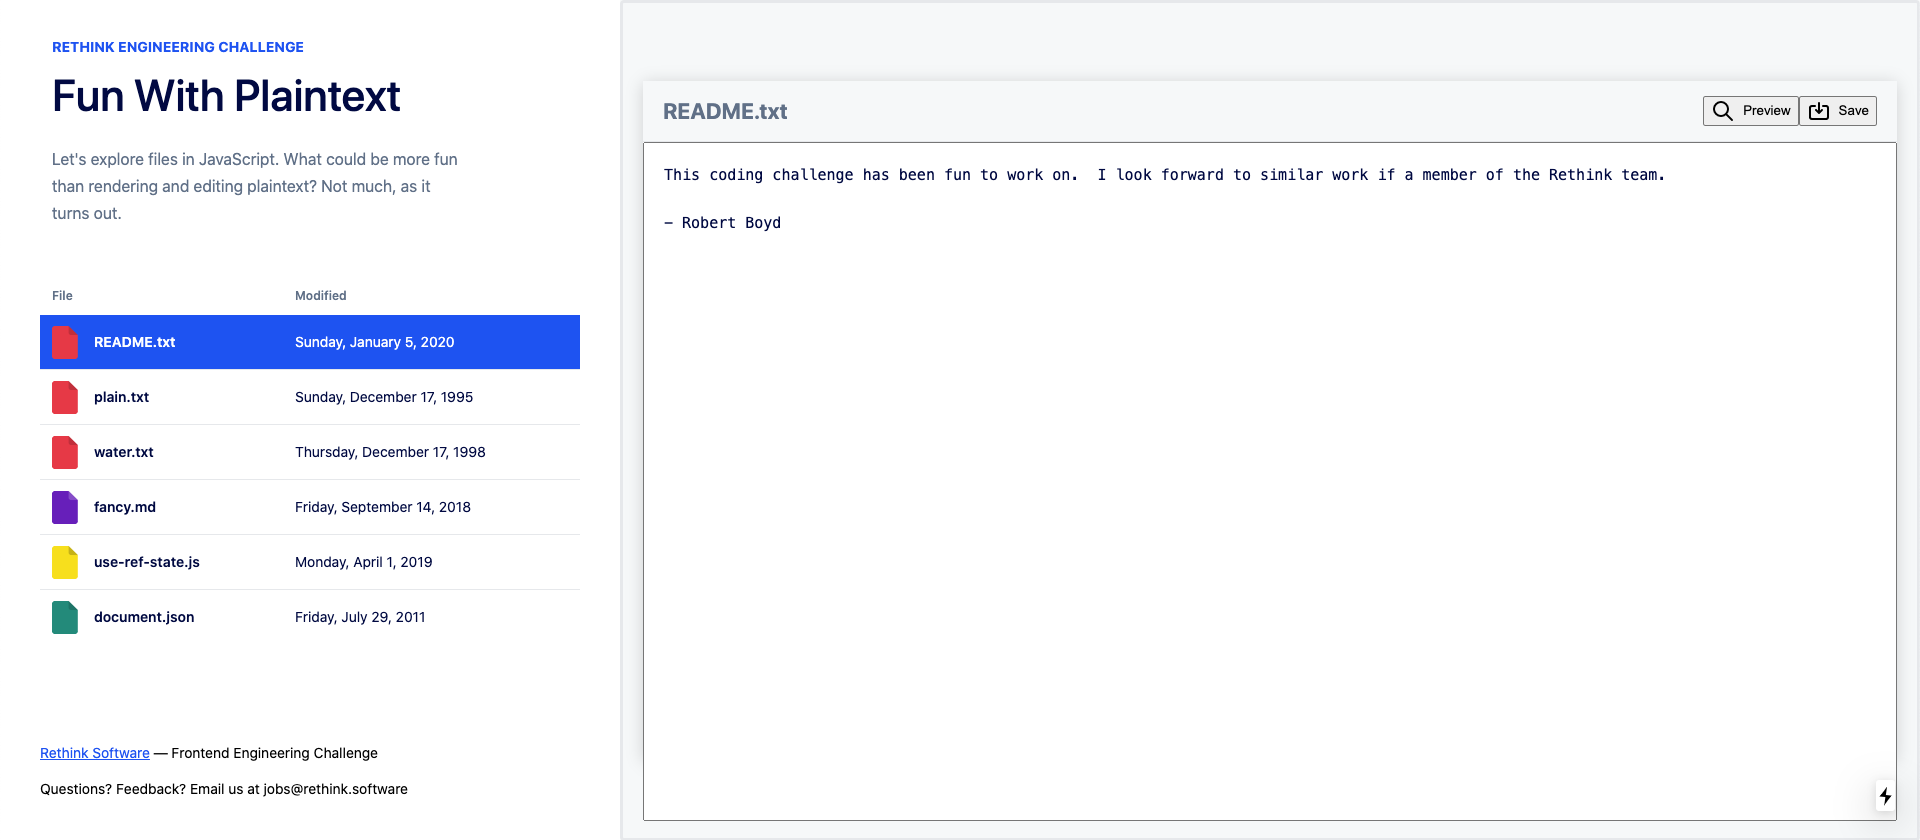 RETHINK ENGINEERING CHALLENGE
Fun With Plaintext
Let's explore files in JavaScript. What could be more fun
than rendering and editing plaintext? Not much, as it
turns out.
File Modified
README.txt Sunday, January 5, 2020
plain.txt Sunday, December 17, 1995
water.txt Thursday, December 17, 1998
fancy.md Friday, September 14, 2018
use-ref-state.js Monday, April 1, 2019
document.json Friday, July 29, 2011
Rethink Software — Frontend Engineering Challenge
Questions? Feedback? Email us at jobs@rethink.software
README.txt
Preview Save
This coding challenge has been fun to work on.  I look forward to similar work if a member of the Rethink team.
- Robert Boyd